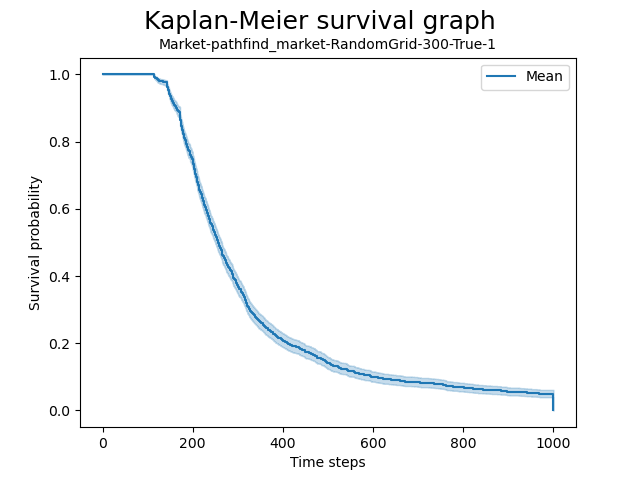 Kaplan-Meier survival graph
Market-pathfind_market-RandomGrid-300-True-1
Mean
1.0
0.8
0.6
0.4
0.2
0.0
Survival probability
0 200 400 600 800 1000
Time steps